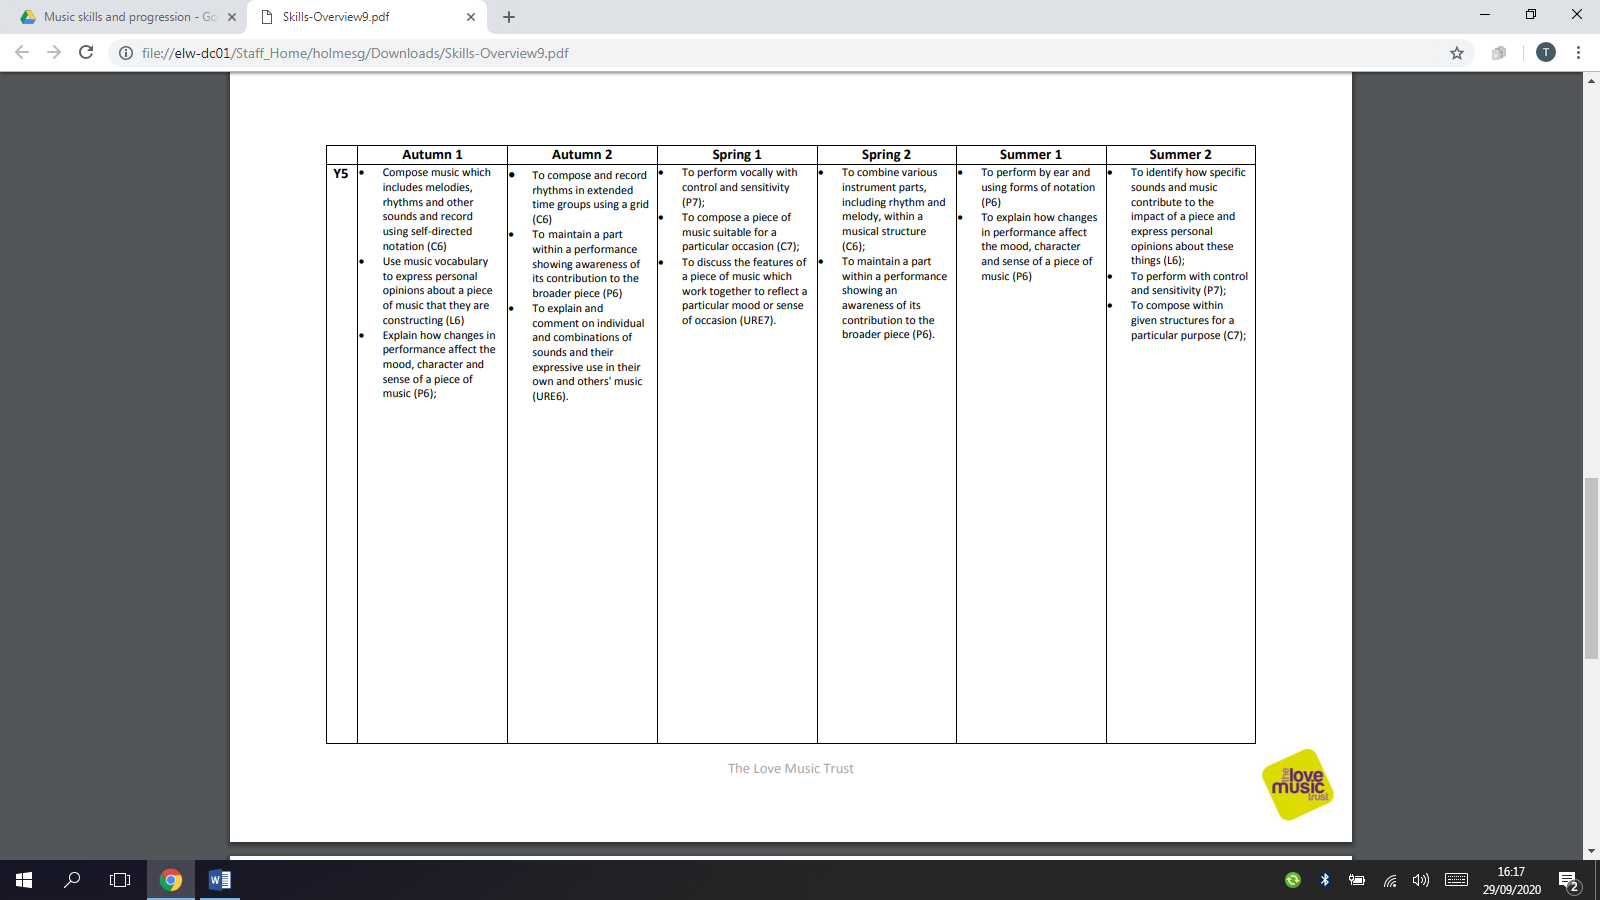 Music skills and progression - Go
Skills-Overview9.pdf
file://elw-dc01/Staff_Home/holmesg/Downloads/Skills-Overview9.pdf
T
Autumn 1
Autumn 2
Spring 1
Spring 2
Summer 1
Summer 2
Y5
• Compose music which
includes melodies,
rhythms and other
sounds and record
using self-directed
notation (C6)
• Use music vocabulary
to express personal
opinions about a piece
of music that they are
constructing (L6)
• Explain how changes in
performance affect the
mood, character and
sense of a piece of
music (P6);
• To compose and record
rhythms in extended
time groups using a grid
(C6)
• To maintain a part
within a performance
showing awareness of
its contribution to the
broader piece (P6)
• To explain and
comment on individual
and combinations of
sounds and their
expressive use in their
own and others' music
(URE6).
• To perform vocally with
control and sensitivity
(P7);
• To compose a piece of
music suitable for a
particular occasion (C7);
• To discuss the features of
a piece of music which
work together to reflect a
particular mood or sense
of occasion (URE7).
• To combine various
instrument parts,
including rhythm and
melody, within a
musical structure
(C6);
• To maintain a part
within a performance
showing an
awareness of its
contribution to the
broader piece (P6).
• To perform by ear and
using forms of notation
(P6)
• To explain how changes
in performance affect
the mood, character
and sense of a piece of
music (P6)
• To identify how specific
sounds and music
contribute to the
impact of a piece and
express personal
opinions about these
things (L6);
• To perform with control
and sensitivity (P7);
• To compose within
given structures for a
particular purpose (C7);
The Love Music Trust
the love
music
trust
W
16:17
29/09/2020
2